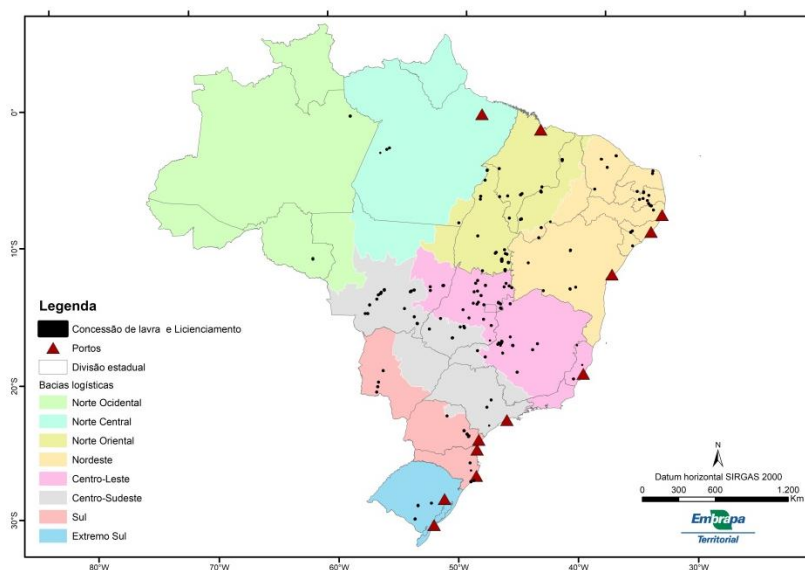 0°
10°S
20°S
30°S
80°W
70°W
60°W
50°W
40°W
30°W
Legenda
Concessão de lavra e Licienciamento
Portos
Divisão estadual
Bacias logísticas
Norte Ocidental
Norte Central
Norte Oriental
Nordeste
Centro-Leste
Centro-Sudeste
Sul
Extremo Sul
N
Datum horizontal SIRGAS 2000
0 300 600 1.200
Km
Embrapa
Territorial